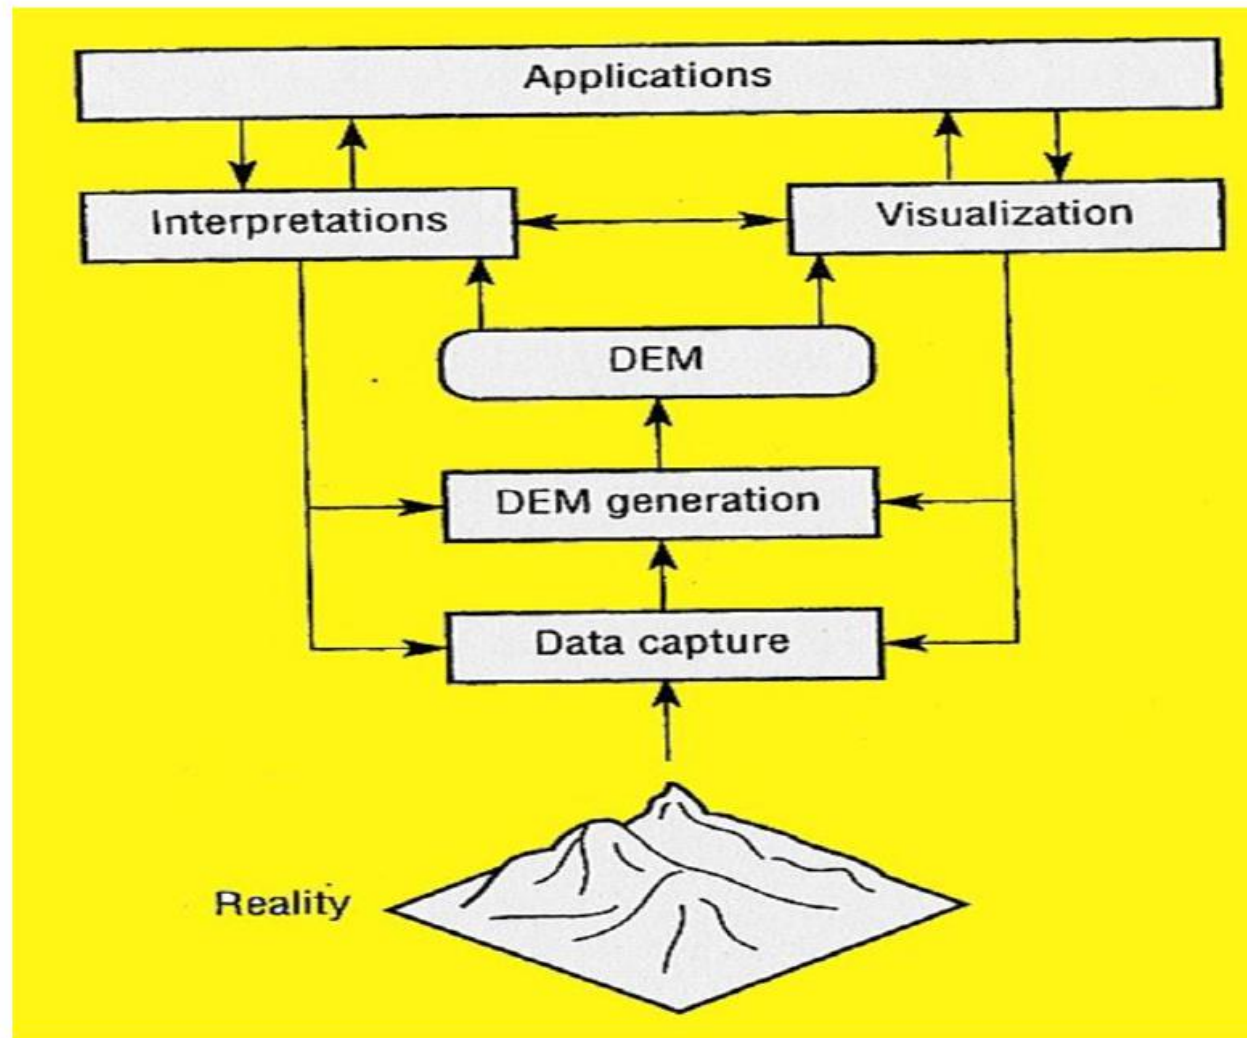 Applications
Interpretations
Visualization
DEM
DEM generation
Data capture
Reality